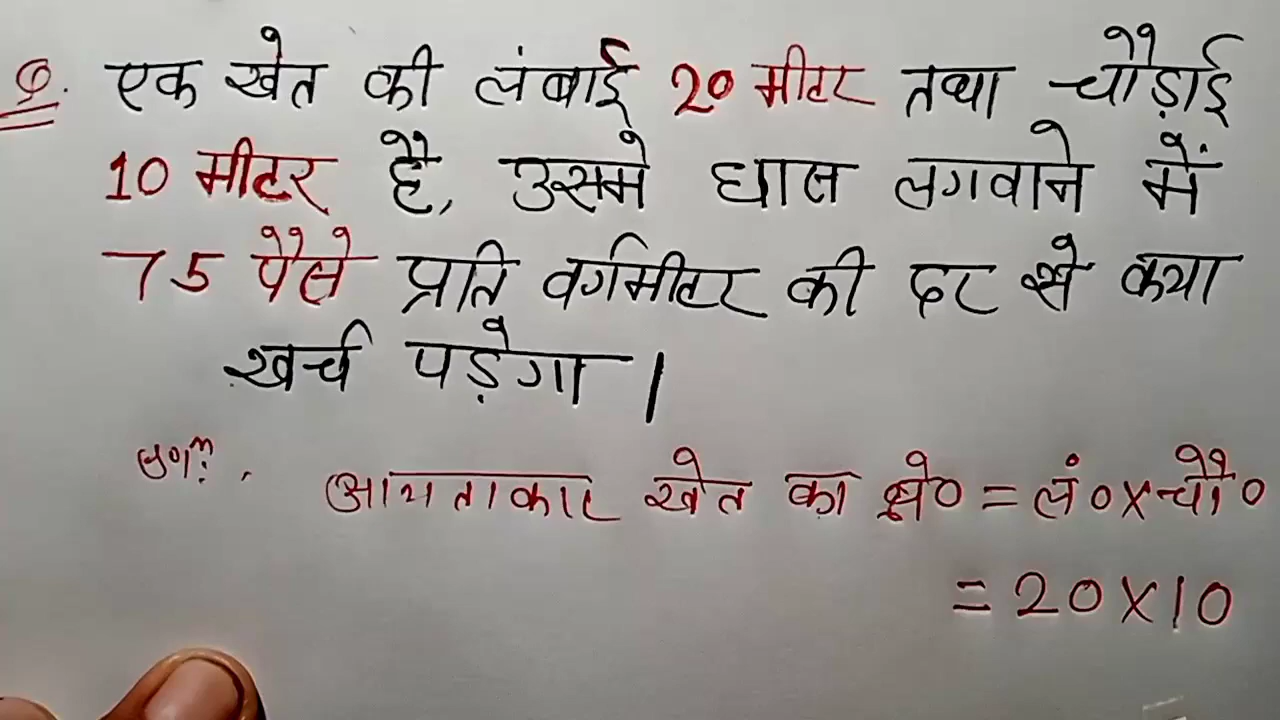 Q. एक खेत की लंबाई 20 मीटर तथा चौड़ाई
10 मीटर है, उसमे घास लगवाने में
75 पैसे प्रति वर्गमीटर की दर से क्या
खर्च पड़ेगा।
आयताकार खेत का क्षे० = लं० x चौ०
= 20 x 10